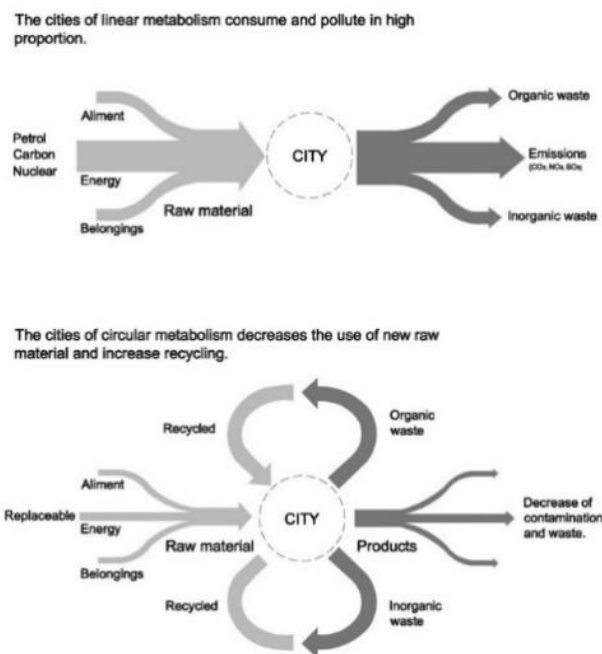 The cities of linear metabolism consume and pollute in high
proportion.
Aliment
Petrol
Carbon
Nuclear
Energy
Belongings
Raw material
CITY
Organic waste
Emissions
(CO₂, NO₂, SO₂)
Inorganic waste
The cities of circular metabolism decreases the use of new raw
material and increase recycling.
Recycled
Organic
waste
Aliment
Replaceable
Energy
Belongings
Raw material
CITY
Products
Decrease of
contamination
and waste.
Recycled
Inorganic
waste